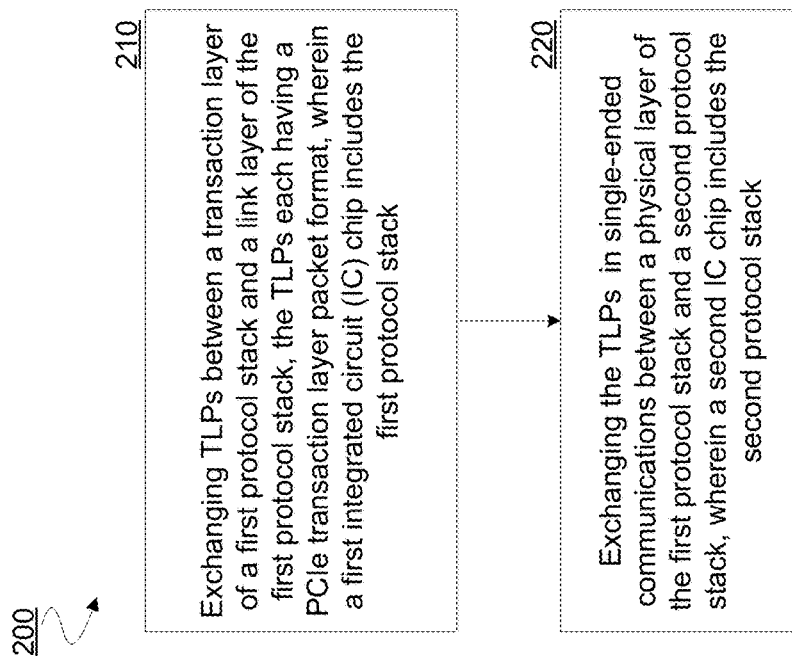 200
210
Exchanging TLPs between a transaction layer
of a first protocol stack and a link layer of the
first protocol stack, the TLPs each having a
PCIe transaction layer packet format, wherein
a first integrated circuit (IC) chip includes the
first protocol stack
220
Exchanging the TLPs in single-ended
communications between a physical layer of
the first protocol stack and a second protocol
stack, wherein a second IC chip includes the
second protocol stack